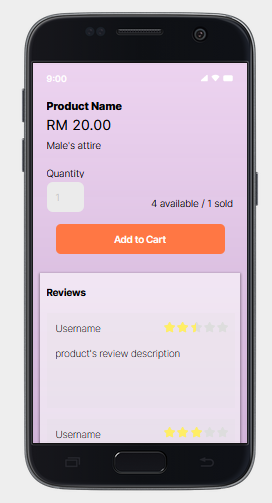 9:00
Product Name
RM 20.00
Male's attire
Quantity
1
4 available / 1 sold
Add to Cart
Reviews
Username
product's review description
Username